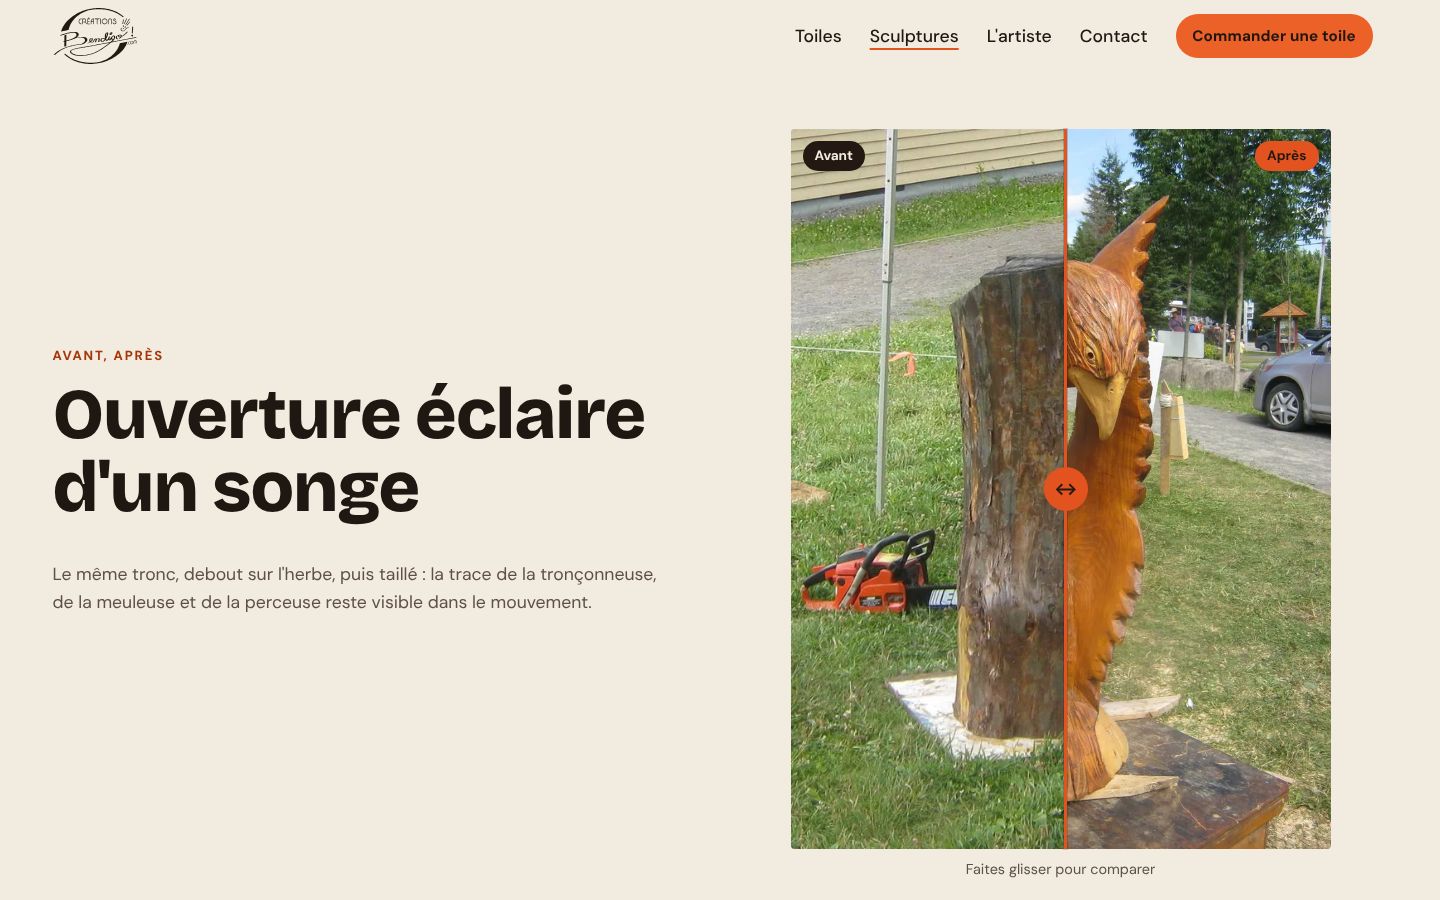 CRÉATIONS
Bendigo!
Toiles
Sculptures
L'artiste
Contact
Commander une toile
Avant
Après
AVANT, APRÈS
Ouverture éclaire
d'un songe
Le même tronc, debout sur l'herbe, puis taillé : la trace de la tronçonneuse,
de la meuleuse et de la perceuse reste visible dans le mouvement.
Faites glisser pour comparer